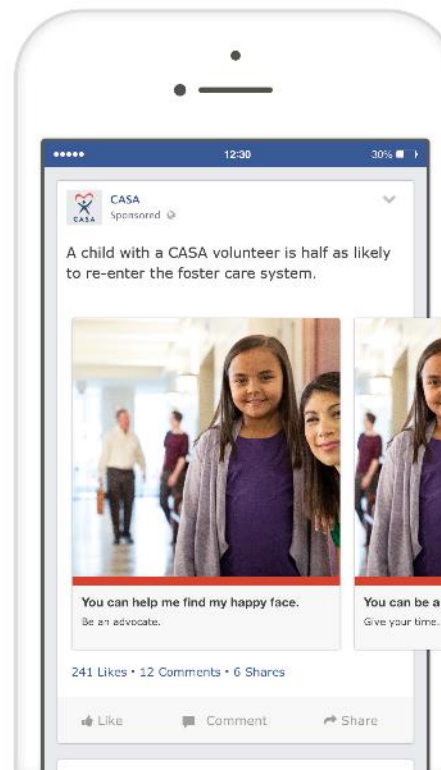 12:30
30%
CASA
CASA
Sponsored
A child with a CASA volunteer is half as likely
to re-enter the foster care system.
You can help me find my happy face.
Be an advocate.
You can be a
Give your time.
241 Likes • 12 Comments • 6 Shares
Like
Comment
Share